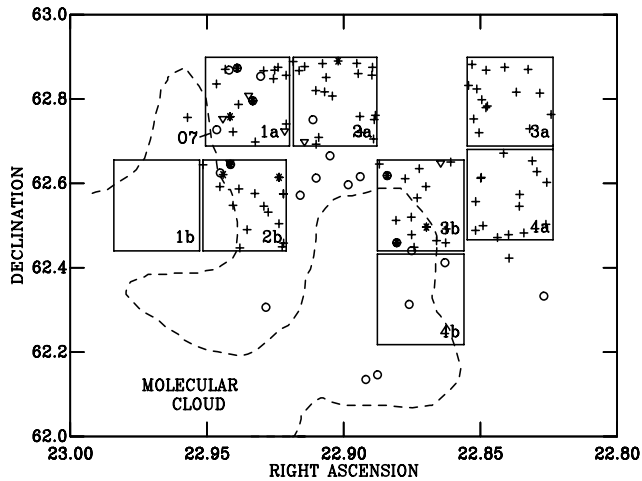 63.0
62.8
62.6
62.4
62.2
62.0
DECLINATION
O7
1a
2a
3a
1b
2b
3b
4a
4b
MOLECULAR
CLOUD
23.00
22.95
22.90
22.85
22.80
RIGHT ASCENSION